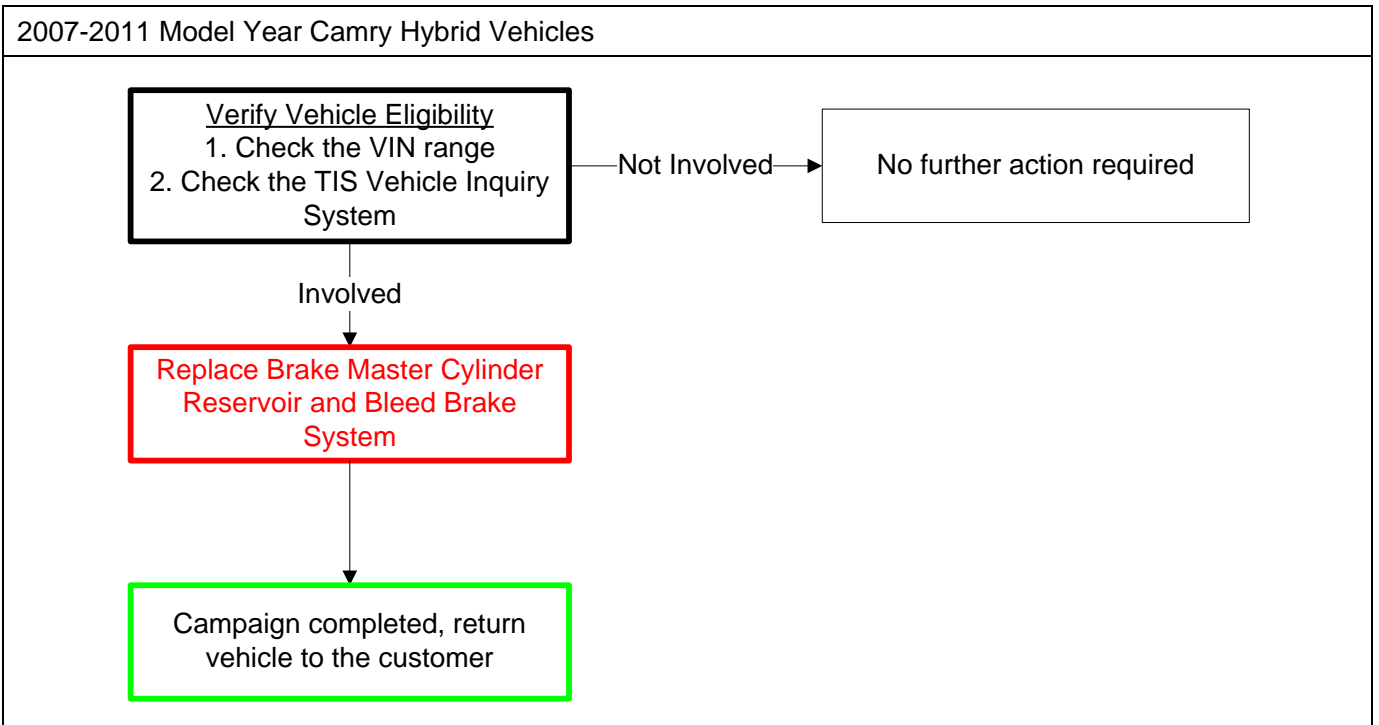 2007-2011 Model Year Camry Hybrid Vehicles
Verify Vehicle Eligibility
1. Check the VIN range
2. Check the TIS Vehicle Inquiry
System
Not Involved
No further action required
Involved
Replace Brake Master Cylinder
Reservoir and Bleed Brake
System
Campaign completed, return
vehicle to the customer